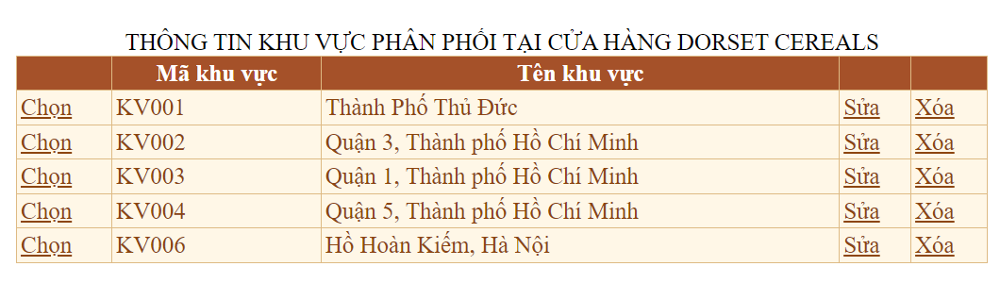 THÔNG TIN KHU VỰC PHÂN PHỐI TẠI CỬA HÀNG DORSET CEREALS
Mã khu vực Tên khu vực
Chọn KV001 Thành Phố Thủ Đức Sửa Xóa
Chọn KV002 Quận 3, Thành phố Hồ Chí Minh Sửa Xóa
Chọn KV003 Quận 1, Thành phố Hồ Chí Minh Sửa Xóa
Chọn KV004 Quận 5, Thành phố Hồ Chí Minh Sửa Xóa
Chọn KV006 Hồ Hoàn Kiếm, Hà Nội Sửa Xóa